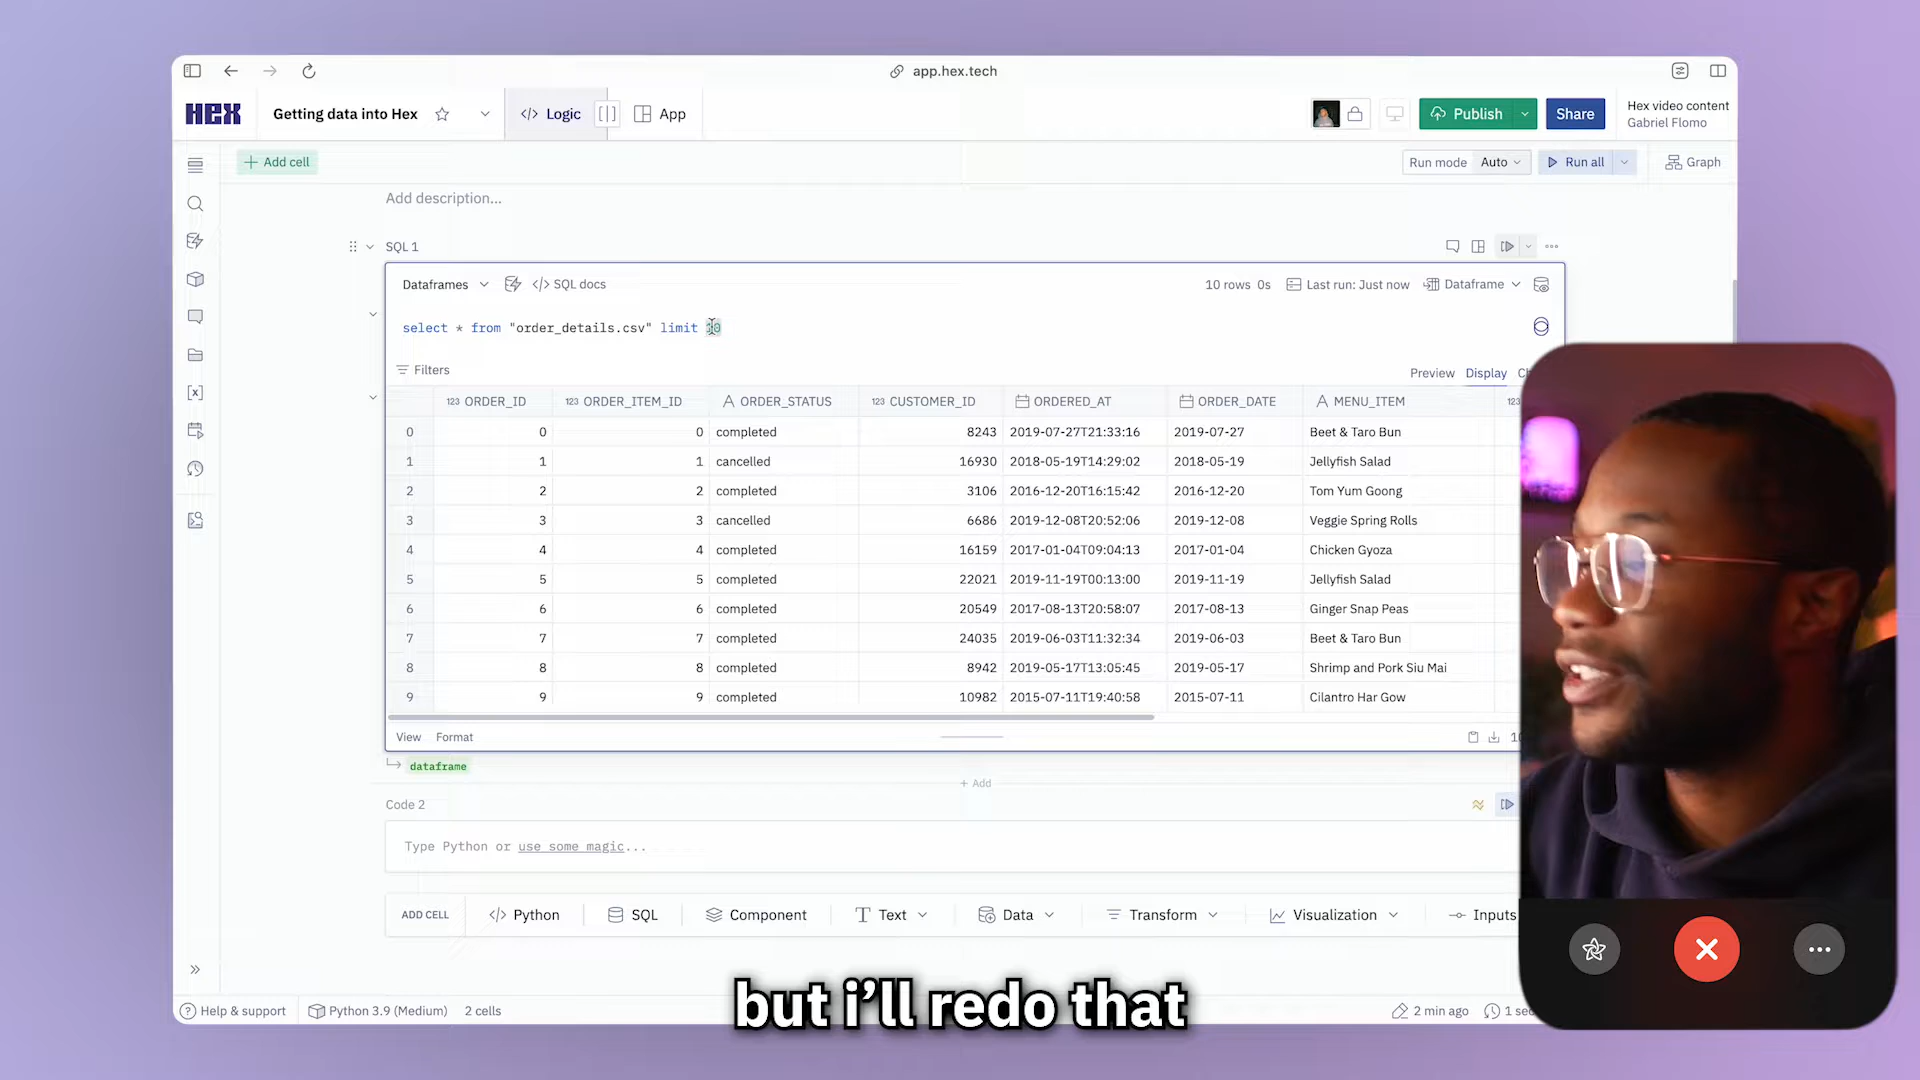 app.hex.tech
HEX
Getting data into Hex
</> Logic
App
Publish
Share
Hex video content
Gabriel Flomo
+ Add cell
Run mode Auto
Run all
Graph
Add description...
SQL 1
Dataframes
</> SQL docs
10 rows 0s
Last run: Just now
Dataframe
select * from "order_details.csv" limit 10
Filters
Preview Display
123 ORDER_ID 123 ORDER_ITEM_ID A ORDER_STATUS 123 CUSTOMER_ID ORDERED_AT ORDER_DATE A MENU_ITEM 123
0 0 0 completed 8243 2019-07-27T21:33:16 2019-07-27 Beet & Taro Bun
1 1 1 cancelled 16930 2018-05-19T14:29:02 2018-05-19 Jellyfish Salad
2 2 2 completed 3106 2016-12-20T16:15:42 2016-12-20 Tom Yum Goong
3 3 3 cancelled 6686 2019-12-08T20:52:06 2019-12-08 Veggie Spring Rolls
4 4 4 completed 16159 2017-01-04T09:04:13 2017-01-04 Chicken Gyoza
5 5 5 completed 22021 2019-11-19T00:13:00 2019-11-19 Jellyfish Salad
6 6 6 completed 20549 2017-08-13T20:58:07 2017-08-13 Ginger Snap Peas
7 7 7 completed 24035 2019-06-03T11:32:34 2019-06-03 Beet & Taro Bun
8 8 8 completed 8942 2019-05-17T13:05:45 2019-05-17 Shrimp and Pork Siu Mai
9 9 9 completed 10982 2015-07-11T19:40:58 2015-07-11 Cilantro Har Gow
View Format
dataframe
+ Add
Code 2
Type Python or use some magic...
ADD CELL
</> Python
SQL
Component
Text
Data
Transform
Visualization
Inputs
but i'll redo that
Help & support
Python 3.9 (Medium)
2 cells
2 min ago